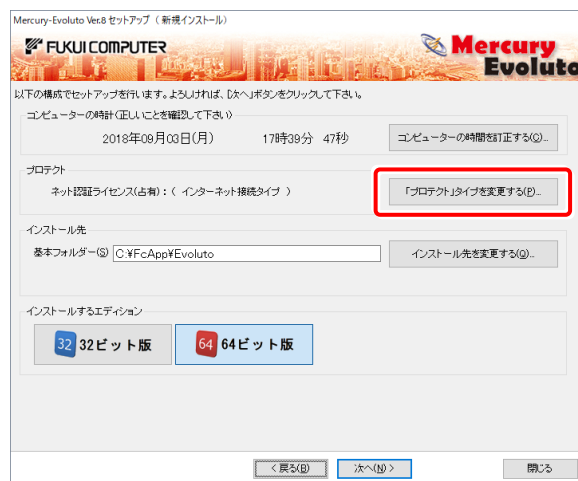 Mercury-Evoluto Ver.8 セットアップ（ 新規インストール）
FUKUI COMPUTER
Mercury
Evoluto
以下の構成でセットアップを行います。よろしければ、[次へ]ボタンをクリックして下さい。
コンピューターの時計（正しいことを確認して下さい）
2018年09月03日(月) 17時39分 47秒 コンピューターの時間を訂正する(C)...
プロテクト
ネット認証ライセンス(占有)：（ インターネット接続タイプ ） 「プロテクト」タイプを変更する(P)...
インストール先
基本フォルダー(S) C:¥FcApp¥Evoluto インストール先を変更する(Q)...
インストールするエディション
32 32ビット版 64 64ビット版
< 戻る(B) 次へ(N) > 閉じる